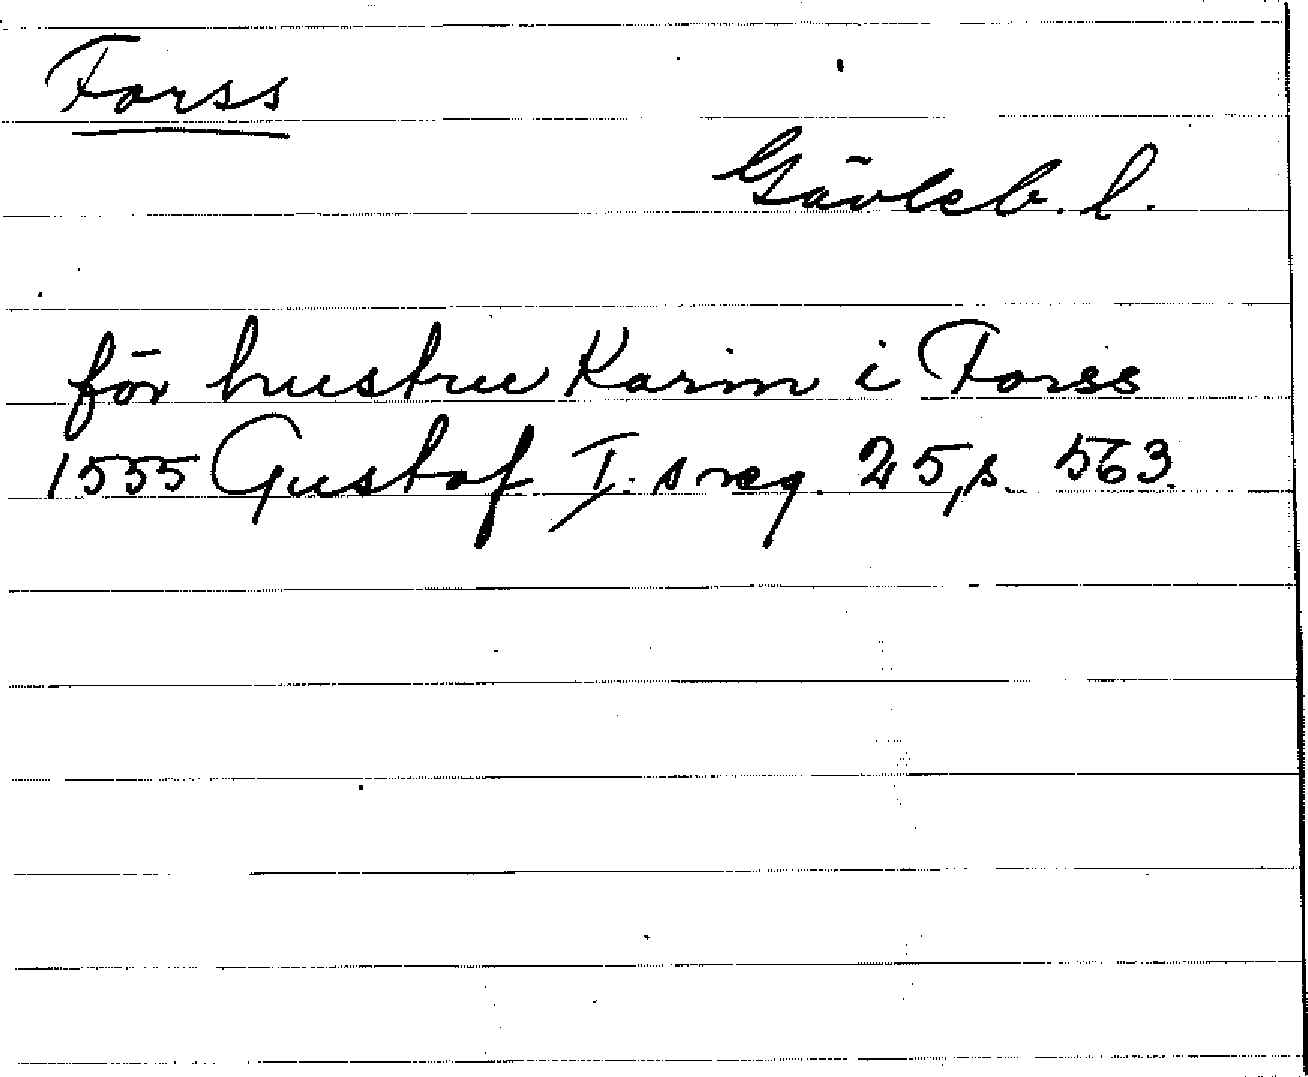 Forss
Gävleb. l.
för hustru Karin i Forss
1555 Gustaf I. s reg. 25, s. 563.